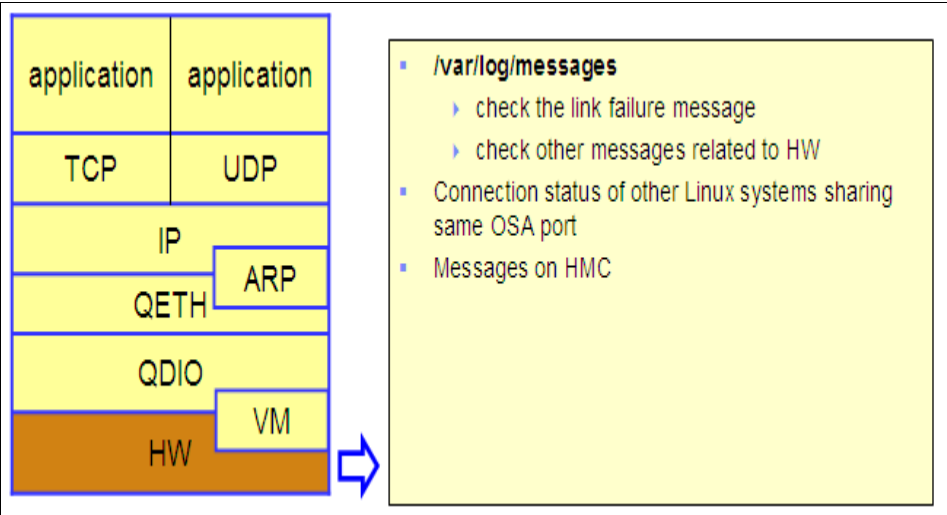 application application
TCP UDP
IP
ARP
QETH
QDIO
VM
HW
▪ /var/log/messages
▸ check the link failure message
▸ check other messages related to HW
▪ Connection status of other Linux systems sharing
same OSA port
▪ Messages on HMC